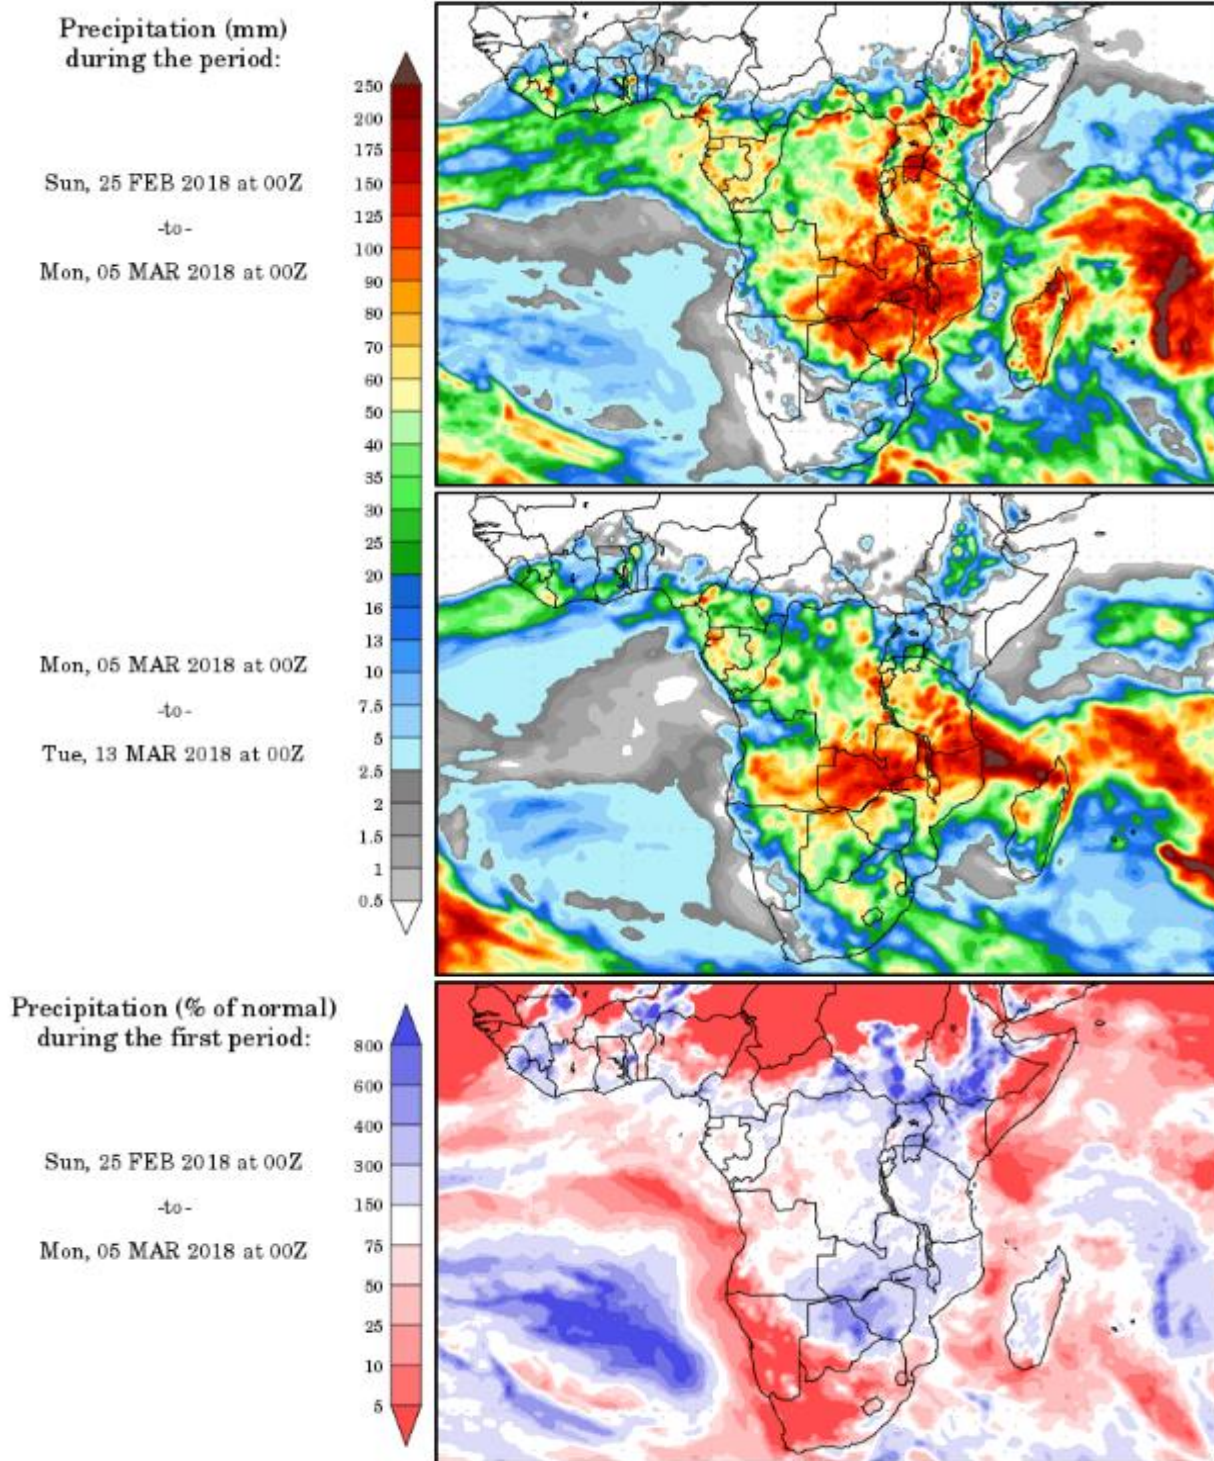 Precipitation (mm)
during the period:
Sun, 25 FEB 2018 at 00Z
-to-
Mon, 05 MAR 2018 at 00Z
Mon, 05 MAR 2018 at 00Z
-to-
Tue, 13 MAR 2018 at 00Z
250
200
175
150
125
100
90
80
70
60
50
40
35
30
25
20
16
13
10
7.5
5
2.5
2
1.5
1
0.5
Precipitation (% of normal)
during the first period:
Sun, 25 FEB 2018 at 00Z
-to-
Mon, 05 MAR 2018 at 00Z
800
600
400
300
150
75
50
25
10
5